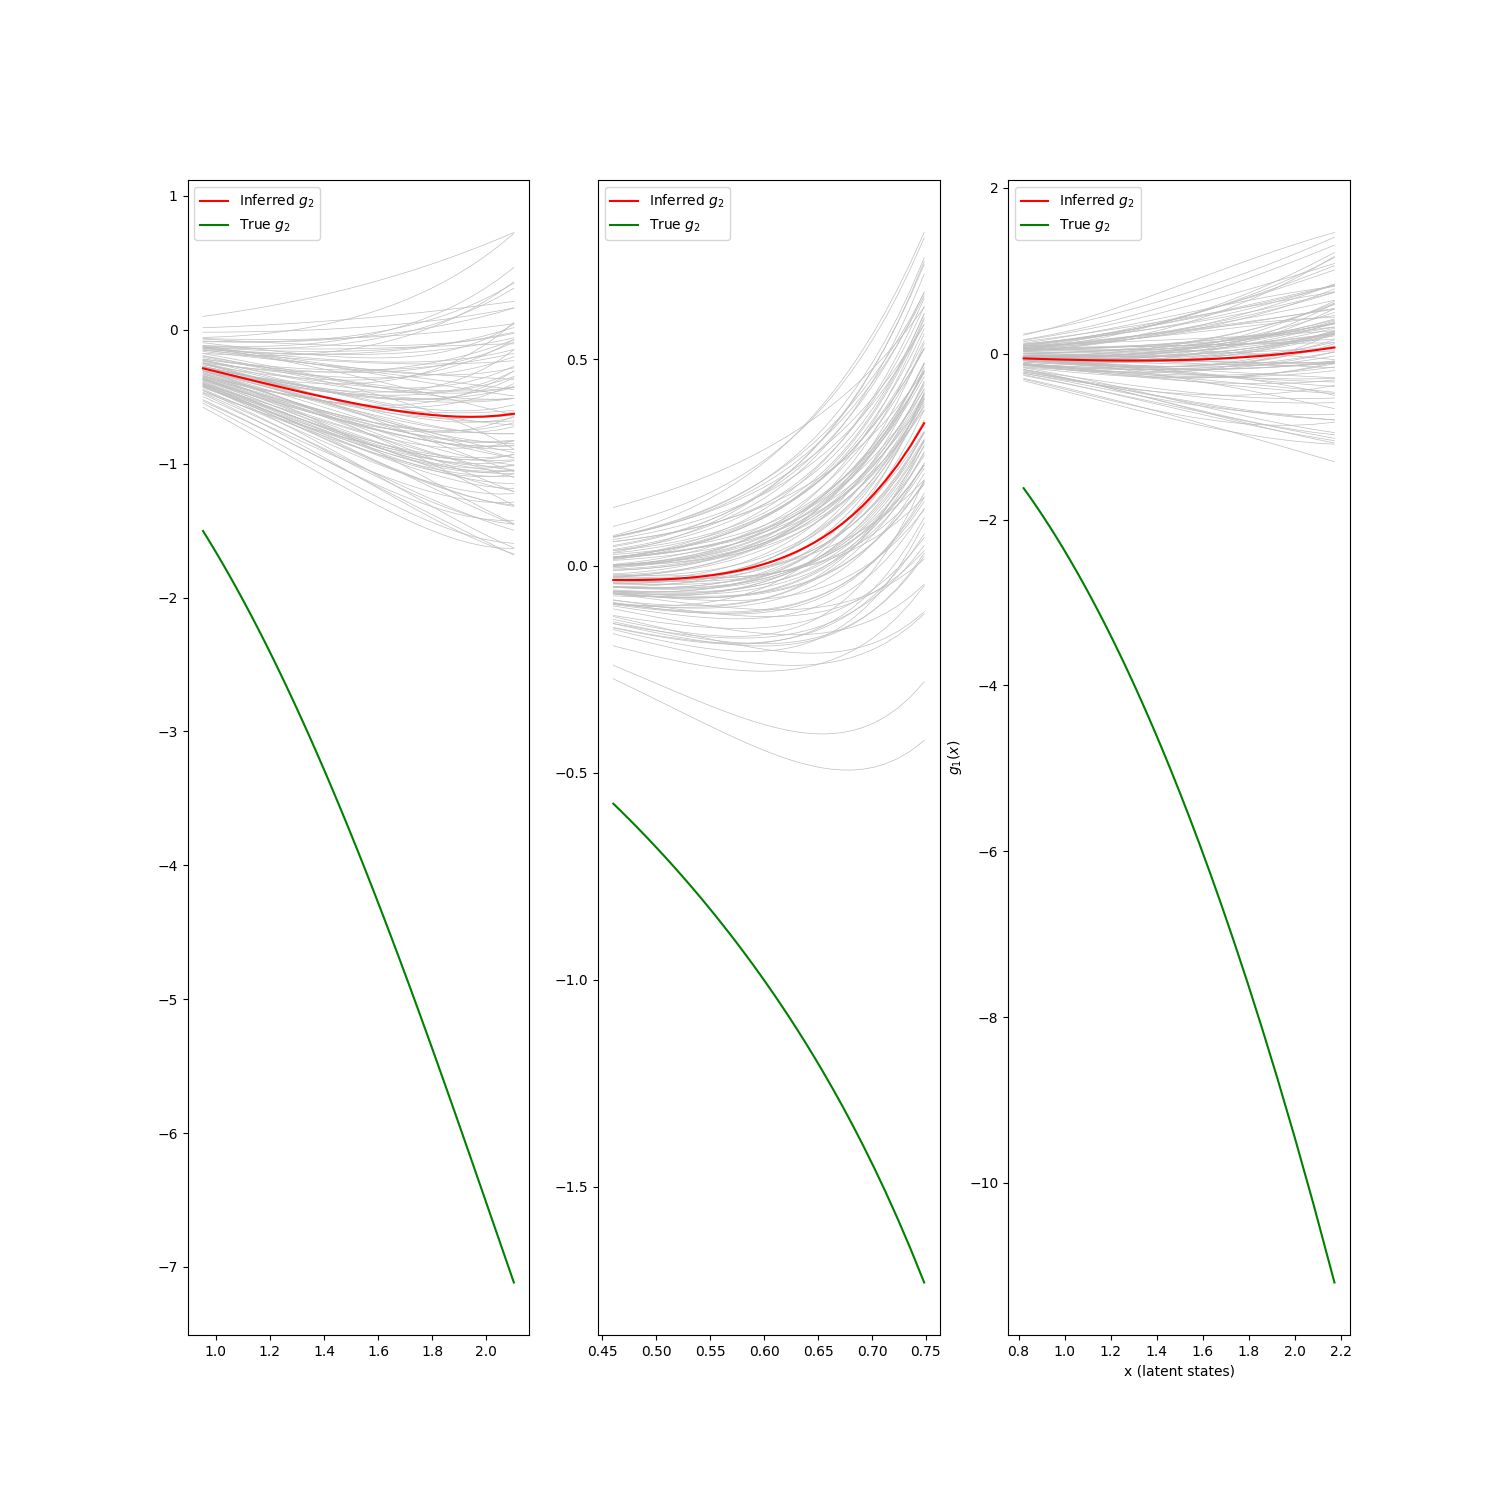 Inferred g₂
True g₂
1
0
−1
−2
−3
−4
−5
−6
−7
1.0 1.2 1.4 1.6 1.8 2.0
Inferred g₂
True g₂
0.5
0.0
−0.5
−1.0
−1.5
0.45 0.50 0.55 0.60 0.65 0.70 0.75
Inferred g₂
True g₂
g₁(x)
2
0
−2
−4
−6
−8
−10
0.8 1.0 1.2 1.4 1.6 1.8 2.0 2.2
x (latent states)